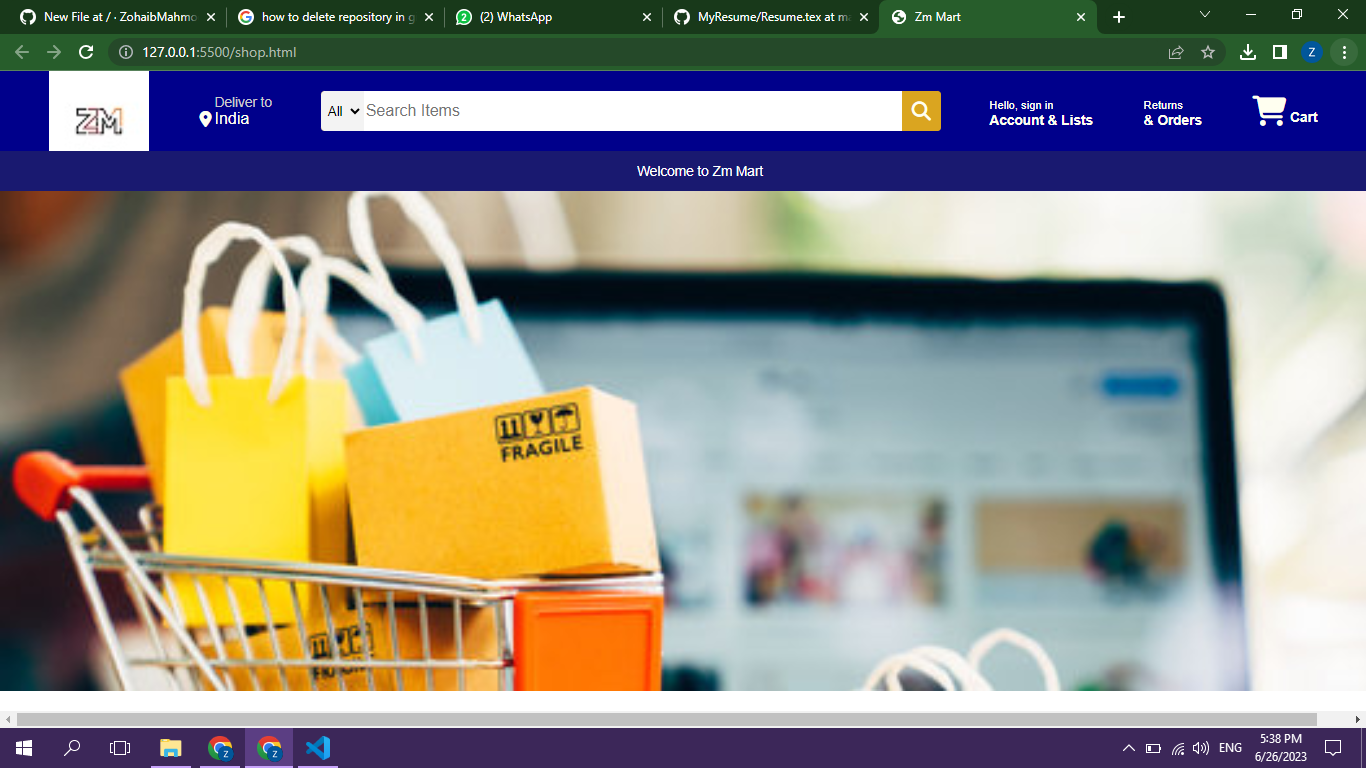 New File at / · ZohaibMahmo
how to delete repository in g
(2) WhatsApp
MyResume/Resume.tex at ma
Zm Mart
127.0.0.1:5500/shop.html
Z
ZM
Deliver to
India
All
Search Items
Hello, sign in
Account & Lists
Returns
& Orders
Cart
Welcome to Zm Mart
FRAGILE
FRAGILE
Z
Z
ENG
5:38 PM
6/26/2023